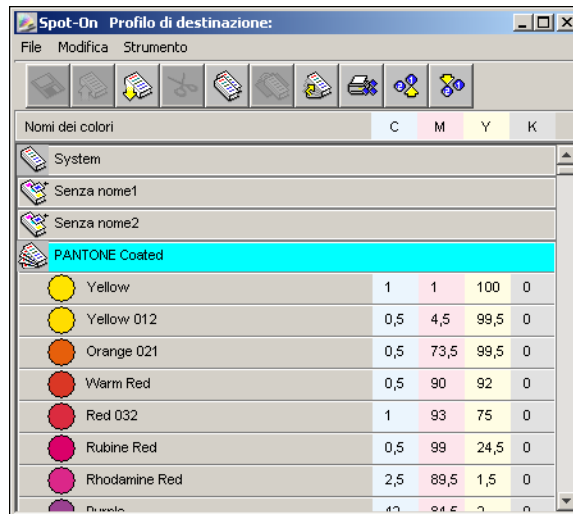 Spot-On Profilo di destinazione:
File Modifica Strumento
Nomi dei colori C M Y K
System
Senza nome1
Senza nome2
PANTONE Coated
Yellow 1 1 100 0
Yellow 012 0,5 4,5 99,5 0
Orange 021 0,5 73,5 99,5 0
Warm Red 0,5 90 92 0
Red 032 1 93 75 0
Rubine Red 0,5 99 24,5 0
Rhodamine Red 2,5 89,5 1,5 0
Purple